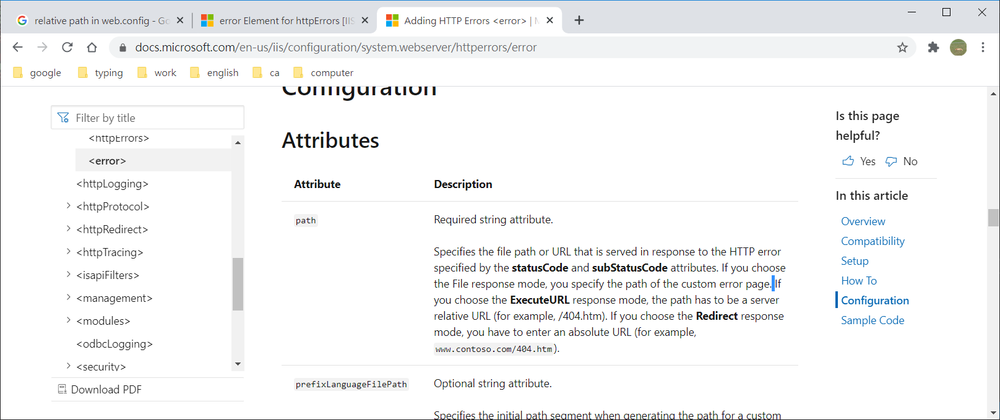 relative path in web.config - Go
error Element for httpErrors [IIS
Adding HTTP Errors <error> | M
docs.microsoft.com/en-us/iis/configuration/system.webserver/httperrors/error
google
typing
work
english
ca
computer
Filter by title
<httpErrors>
<error>
<httpLogging>
<httpProtocol>
<httpRedirect>
<httpTracing>
<isapiFilters>
<management>
<modules>
<odbcLogging>
<security>
Download PDF
Configuration
Attributes
Attribute Description
path Required string attribute.
Specifies the file path or URL that is served in response to the HTTP error
specified by the statusCode and subStatusCode attributes. If you choose
the File response mode, you specify the path of the custom error page. If
you choose the ExecuteURL response mode, the path has to be a server
relative URL (for example, /404.htm). If you choose the Redirect response
mode, you have to enter an absolute URL (for example,
www.contoso.com/404.htm).
prefixLanguageFilePath Optional string attribute.
Specifies the initial path segment when generating the path for a custom
Is this page
helpful?
Yes No
In this article
Overview
Compatibility
Setup
How To
Configuration
Sample Code